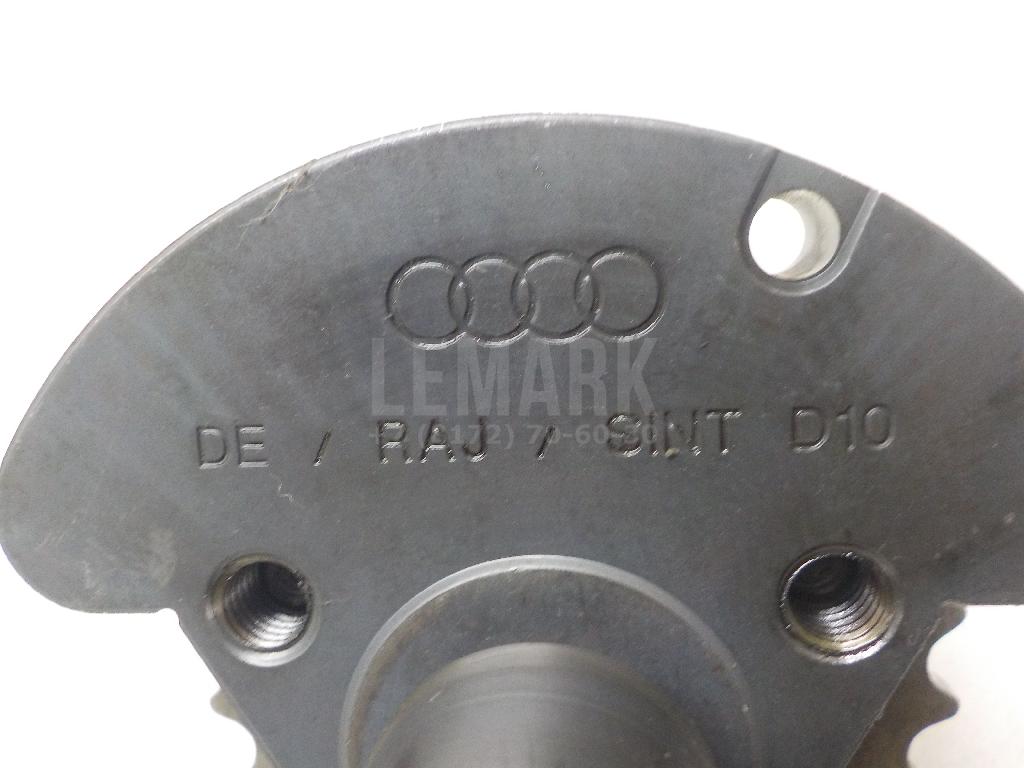 LEMARK
DE / RAJ / SINT D10